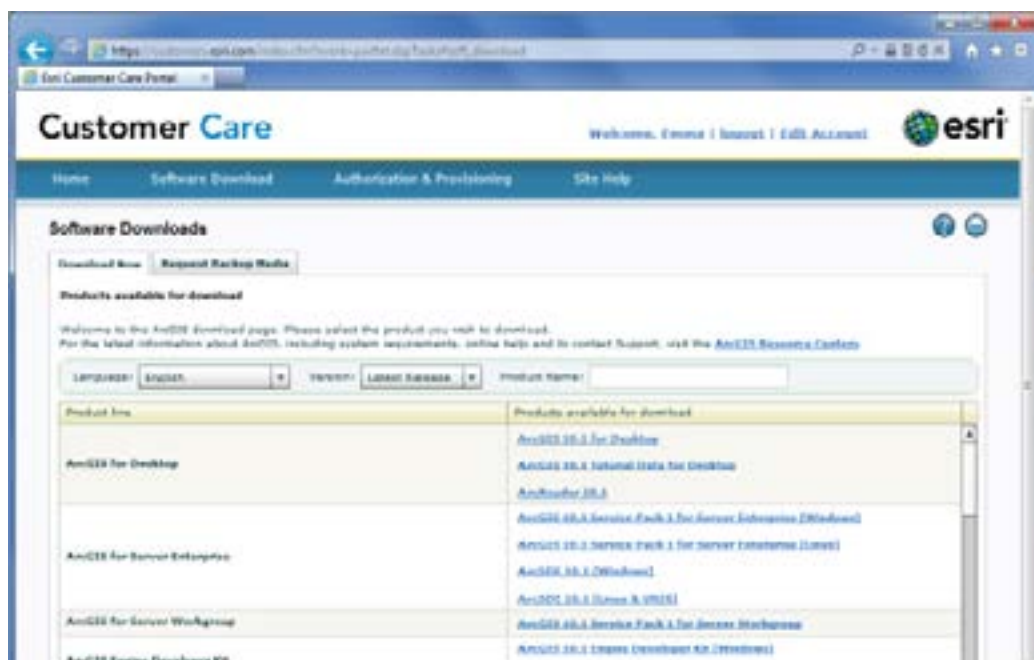 Esri Customer Care Portal
Customer Care
Welcome, Emma | logout | Edit Account
esri
Home Software Download Authorization & Provisioning Site Help
Software Downloads
Download Now Request Backup Media
Products available for download
Welcome to the ArcGIS download page. Please select the product you wish to download.
For the latest information about ArcGIS, including system requirements, online help and to contact Support, visit the ArcGIS Resource Center
Language: English Version: Latest Release Product Name:
Product line Products available for download
ArcGIS for Desktop
ArcGIS 10.1 for Desktop
ArcGIS 10.1 Tutorial Data for Desktop
ArcReader 10.1
ArcGIS for Server Enterprise
ArcGIS 10.1 Service Pack 1 for Server Enterprise (Windows)
ArcGIS 10.1 Service Pack 1 for Server Enterprise (Linux)
ArcSDE 10.1 (Windows)
ArcSDE 10.1 (Linux & UNIX)
ArcGIS for Server Workgroup
ArcGIS 10.1 Service Pack 1 for Server Workgroup
ArcGIS Engine Developer Kit
ArcGIS 10.1 Engine Developer Kit (Windows)